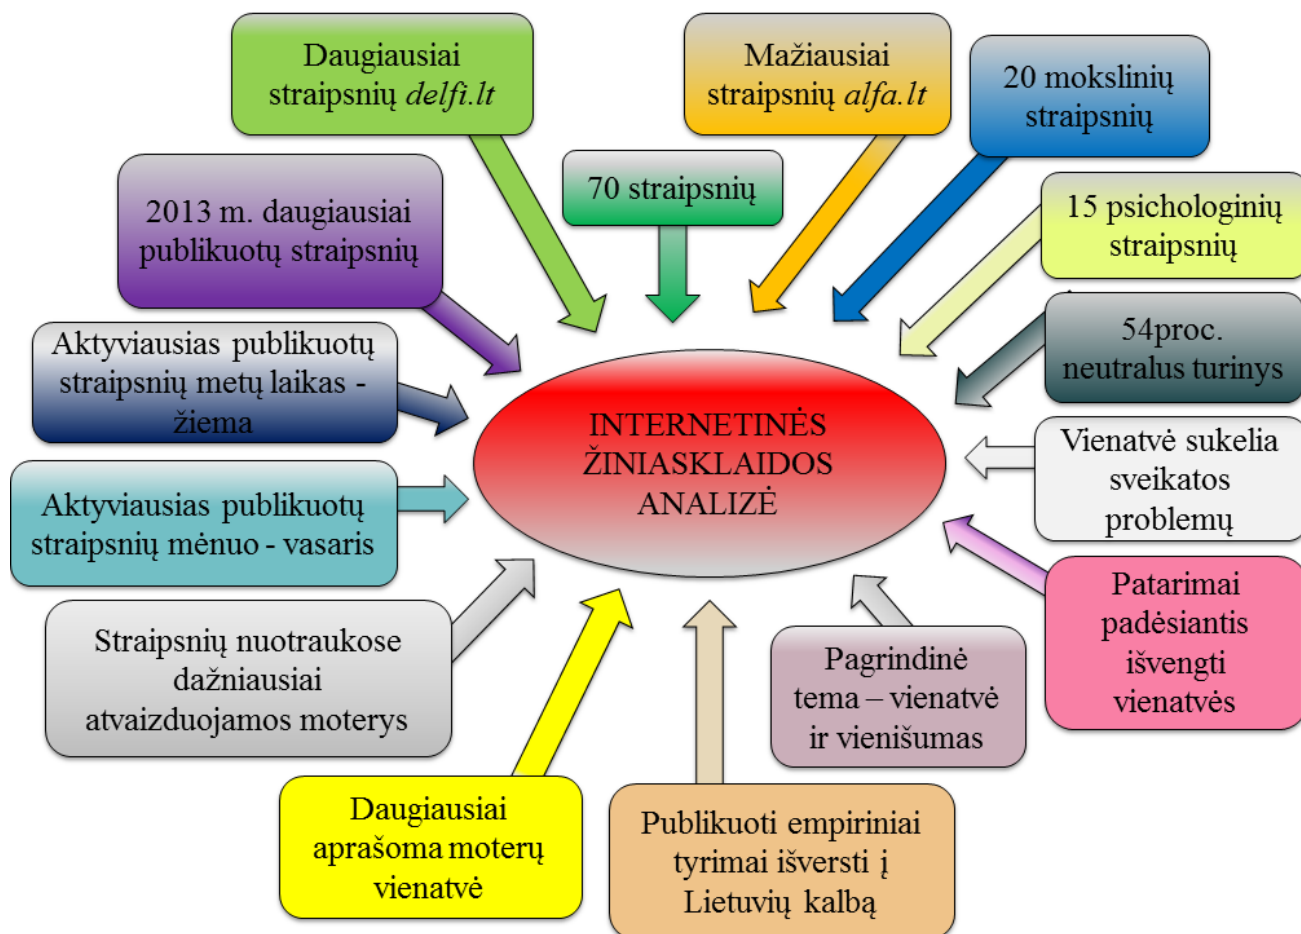 Daugiausiai
straipsnių delfi.lt
Mažiausiai
straipsnių alfa.lt
20 mokslinių
straipsnių
70 straipsnių
2013 m. daugiausiai
publikuotų straipsnių
15 psichologinių
straipsnių
54proc.
neutralus turinys
Aktyviausias publikuotų
straipsnių metų laikas -
žiema
INTERNETINĖS
ŽINIASKLAIDOS
ANALIZĖ
Vienatvė sukelia
sveikatos
problemų
Aktyviausias publikuotų
straipsnių mėnuo - vasaris
Patarimai
padėsiantis
išvengti
vienatvės
Straipsnių nuotraukose
dažniausiai
atvaizduojamos moterys
Pagrindinė
tema – vienatvė
ir vienišumas
Daugiausiai
aprašoma moterų
vienatvė
Publikuoti empiriniai
tyrimai išversti į
Lietuvių kalbą